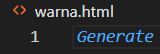 <> warna.html
1 Generate